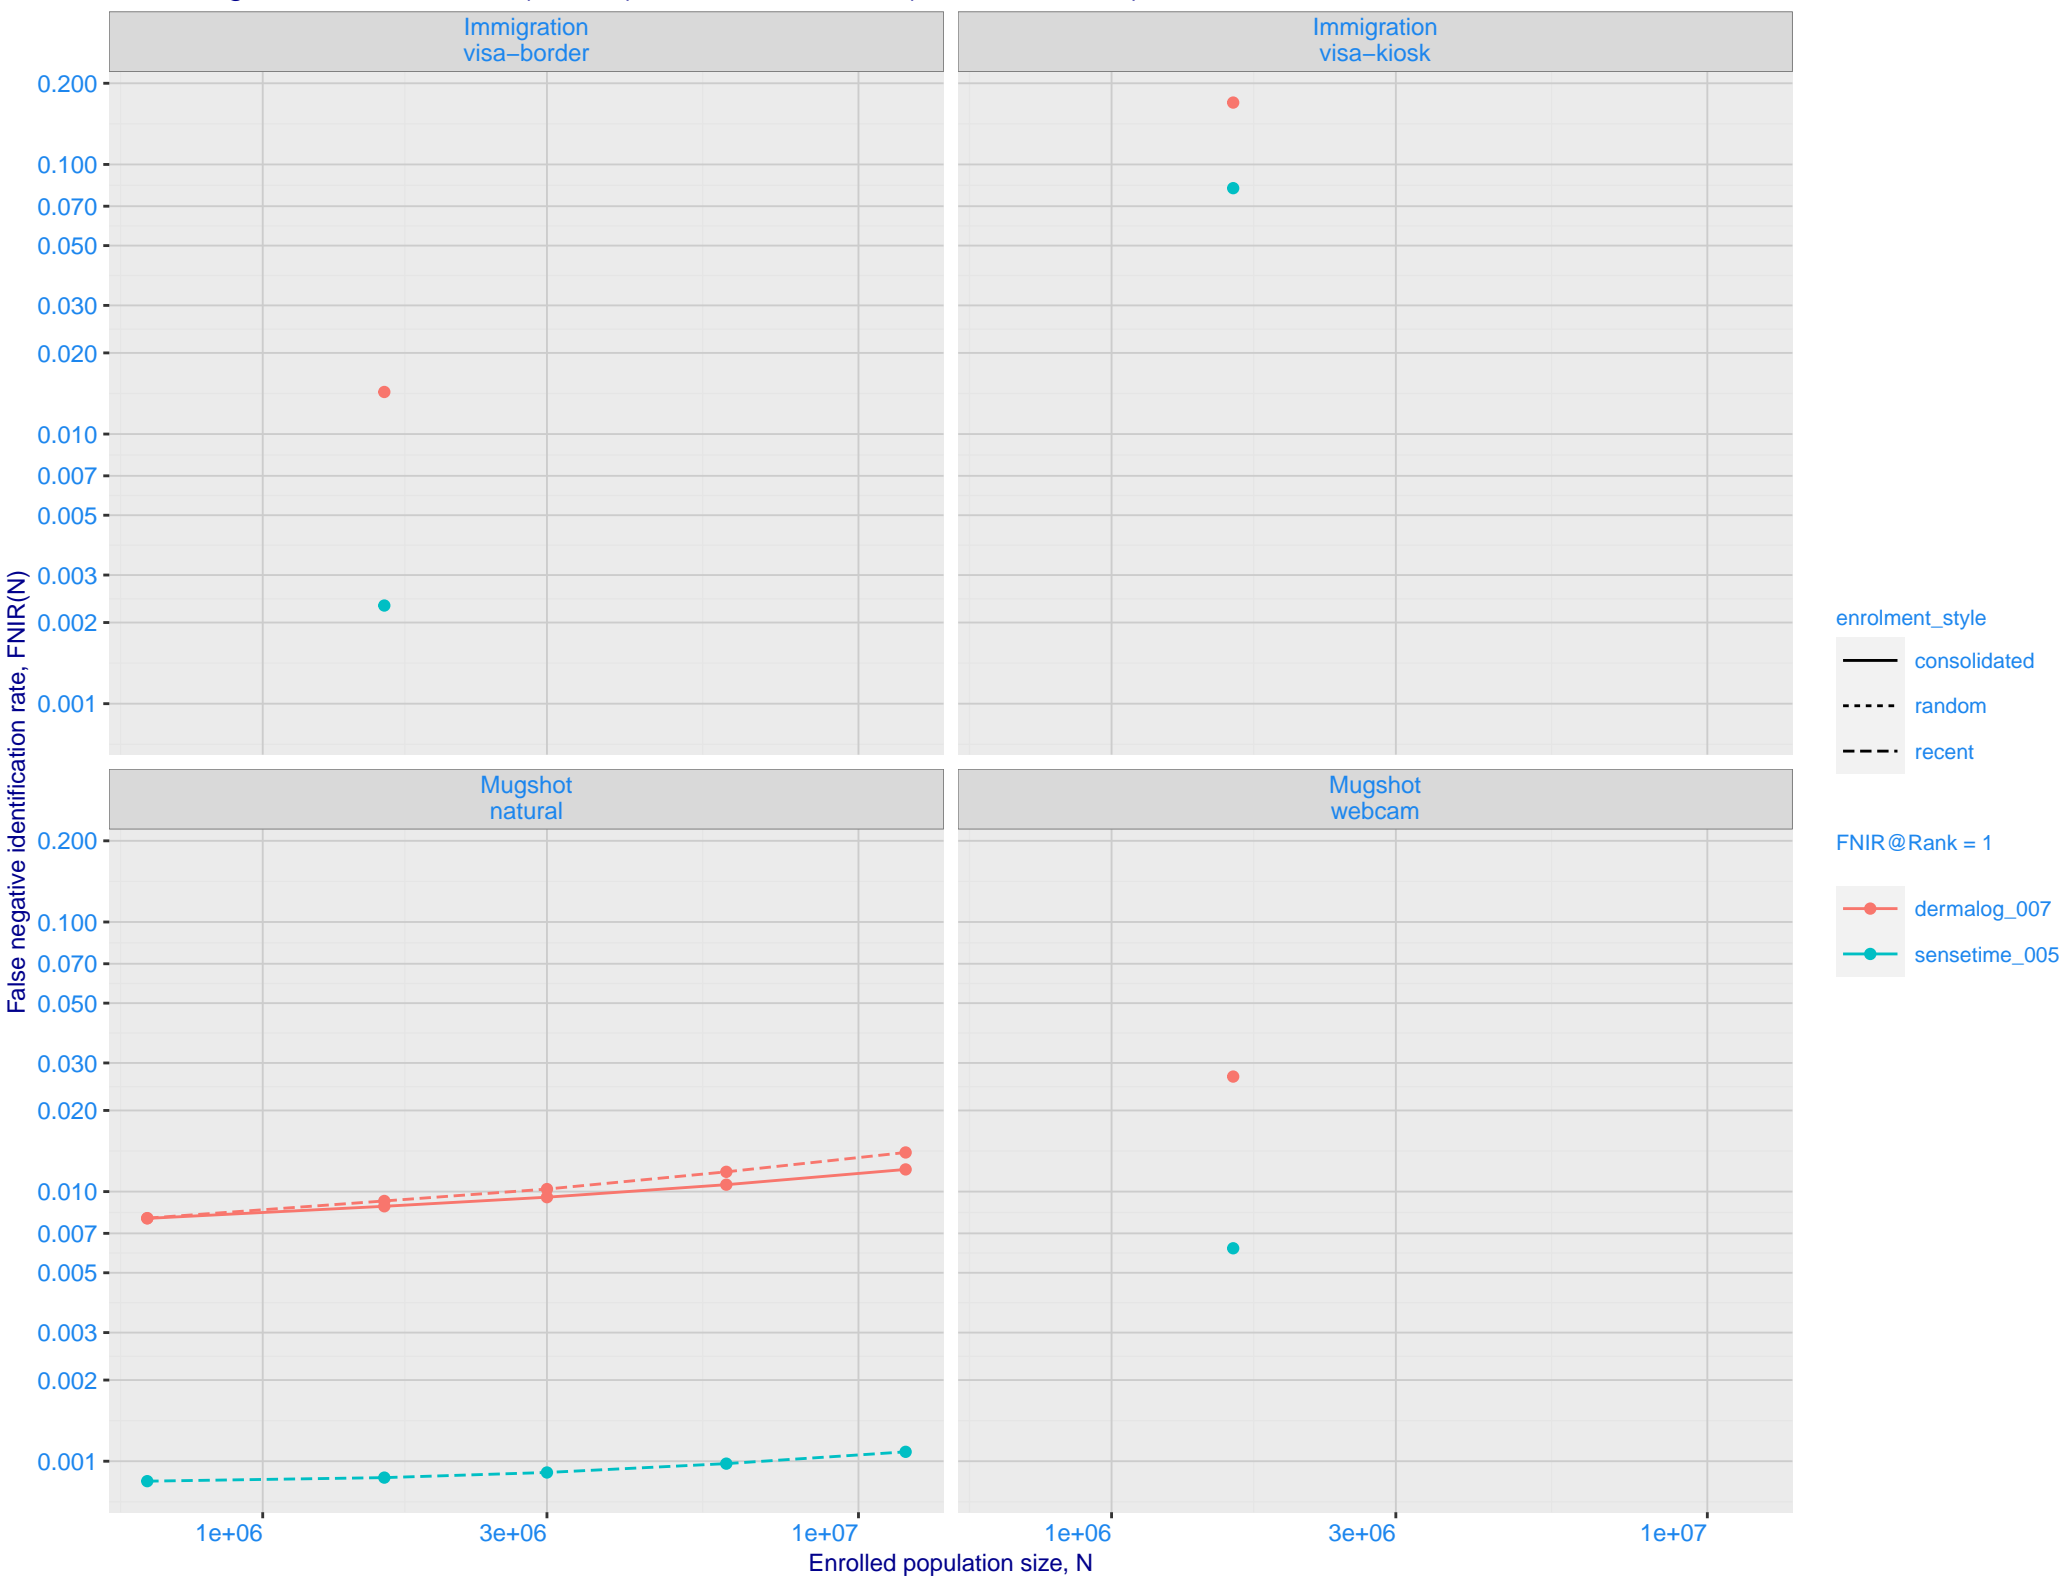 Immigration
visa−border
Immigration
visa−kiosk
0.200
0.100
0.070
0.050
0.030
0.020
0.010
0.007
0.005
0.003
0.002
0.001
Mugshot
natural
Mugshot
webcam
0.200
0.100
0.070
0.050
0.030
0.020
0.010
0.007
0.005
0.003
0.002
0.001
1e+06
3e+06
1e+07
1e+06
3e+06
1e+07
Enrolled population size, N
False negative identification rate, FNIR(N)
enrolment_style
consolidated
random
recent
FNIR@Rank = 1
dermalog_007
sensetime_005